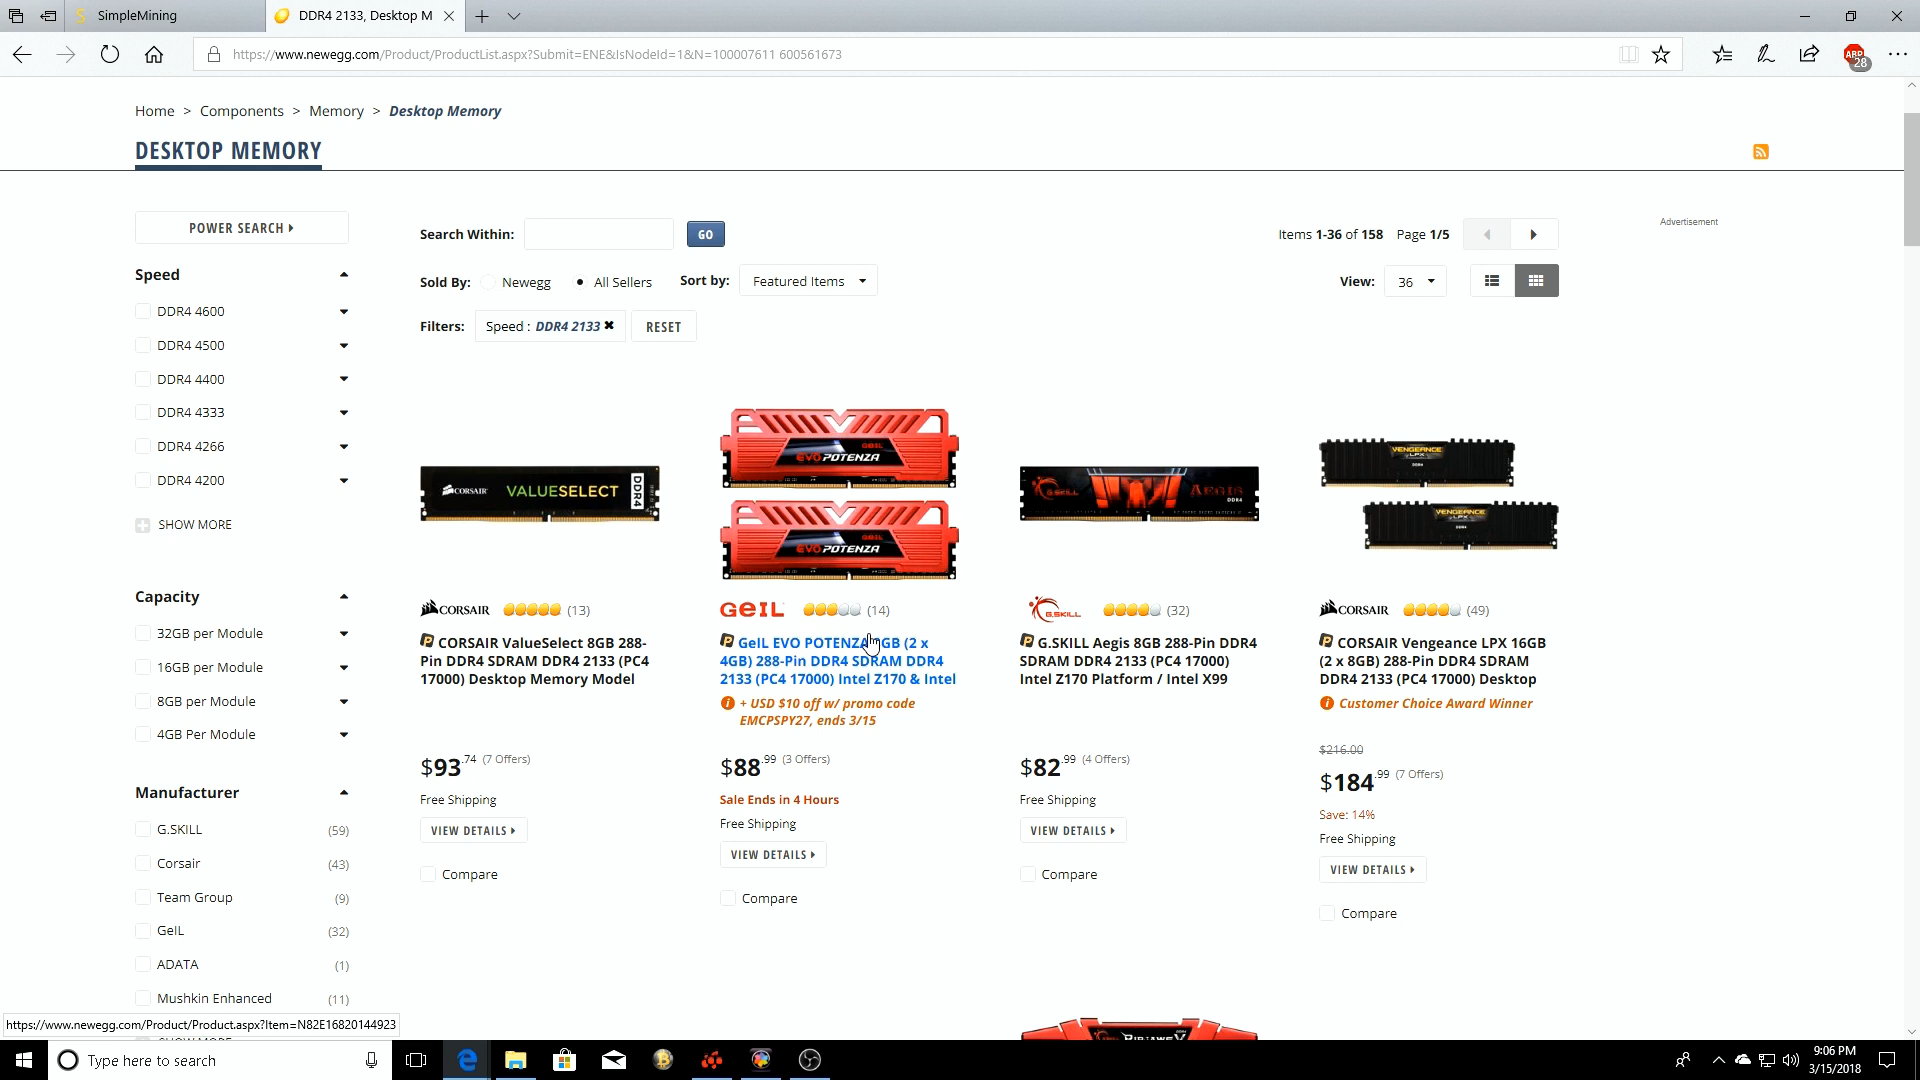 SimpleMining
DDR4 2133, Desktop M
https://www.newegg.com/Product/ProductList.aspx?Submit=ENE&IsNodeId=1&N=100007611 600561673
ABP
28
Home > Components > Memory > Desktop Memory
DESKTOP MEMORY
POWER SEARCH
Search Within:
GO
Items 1-36 of 158 Page 1/5
Advertisement
Speed
Sold By: Newegg All Sellers Sort by: Featured Items
View: 36
DDR4 4600
Filters: Speed : DDR4 2133 ✖ RESET
DDR4 4500
DDR4 4400
DDR4 4333
DDR4 4266
DDR4 4200
SHOW MORE
Capacity
32GB per Module
16GB per Module
8GB per Module
4GB Per Module
Manufacturer
G.SKILL (59)
Corsair (43)
Team Group (9)
GeIL (32)
ADATA (1)
Mushkin Enhanced (11)
CORSAIR VALUESELECT DDR4
CORSAIR (13)
CORSAIR ValueSelect 8GB 288-
Pin DDR4 SDRAM DDR4 2133 (PC4
17000) Desktop Memory Model
$93.74 (7 Offers)
Free Shipping
VIEW DETAILS
Compare
GEIL
EVO POTENZA
GEIL
EVO POTENZA
GEIL (14)
GeIL EVO POTENZA GB (2 x
4GB) 288-Pin DDR4 SDRAM DDR4
2133 (PC4 17000) Intel Z170 & Intel
+ USD $10 off w/ promo code
EMCPSPY27, ends 3/15
$88.99 (3 Offers)
Sale Ends in 4 Hours
Free Shipping
VIEW DETAILS
Compare
G.SKILL AEGIS
DDR4
G.SKILL (32)
G.SKILL Aegis 8GB 288-Pin DDR4
SDRAM DDR4 2133 (PC4 17000)
Intel Z170 Platform / Intel X99
$82.99 (4 Offers)
Free Shipping
VIEW DETAILS
Compare
VENGEANCE
LPX
DDR4
VENGEANCE
LPX
CORSAIR (49)
CORSAIR Vengeance LPX 16GB
(2 x 8GB) 288-Pin DDR4 SDRAM
DDR4 2133 (PC4 17000) Desktop
Customer Choice Award Winner
$216.00
$184.99 (7 Offers)
Save: 14%
Free Shipping
VIEW DETAILS
Compare
G.SKILL RIPJAWS V
https://www.newegg.com/Product/Product.aspx?Item=N82E16820144923
SHOW MORE
Type here to search
9:06 PM
3/15/2018